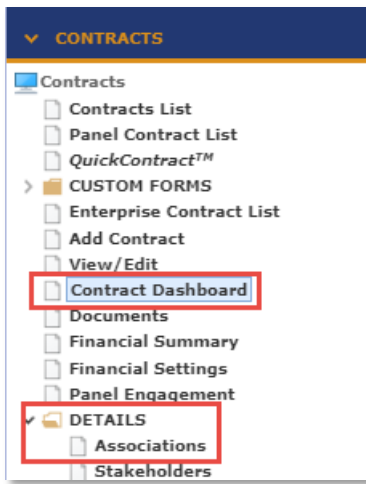 CONTRACTS
Contracts
Contracts List
Panel Contract List
QuickContract™
CUSTOM FORMS
Enterprise Contract List
Add Contract
View/Edit
Contract Dashboard
Documents
Financial Summary
Financial Settings
Panel Engagement
DETAILS
Associations
Stakeholders